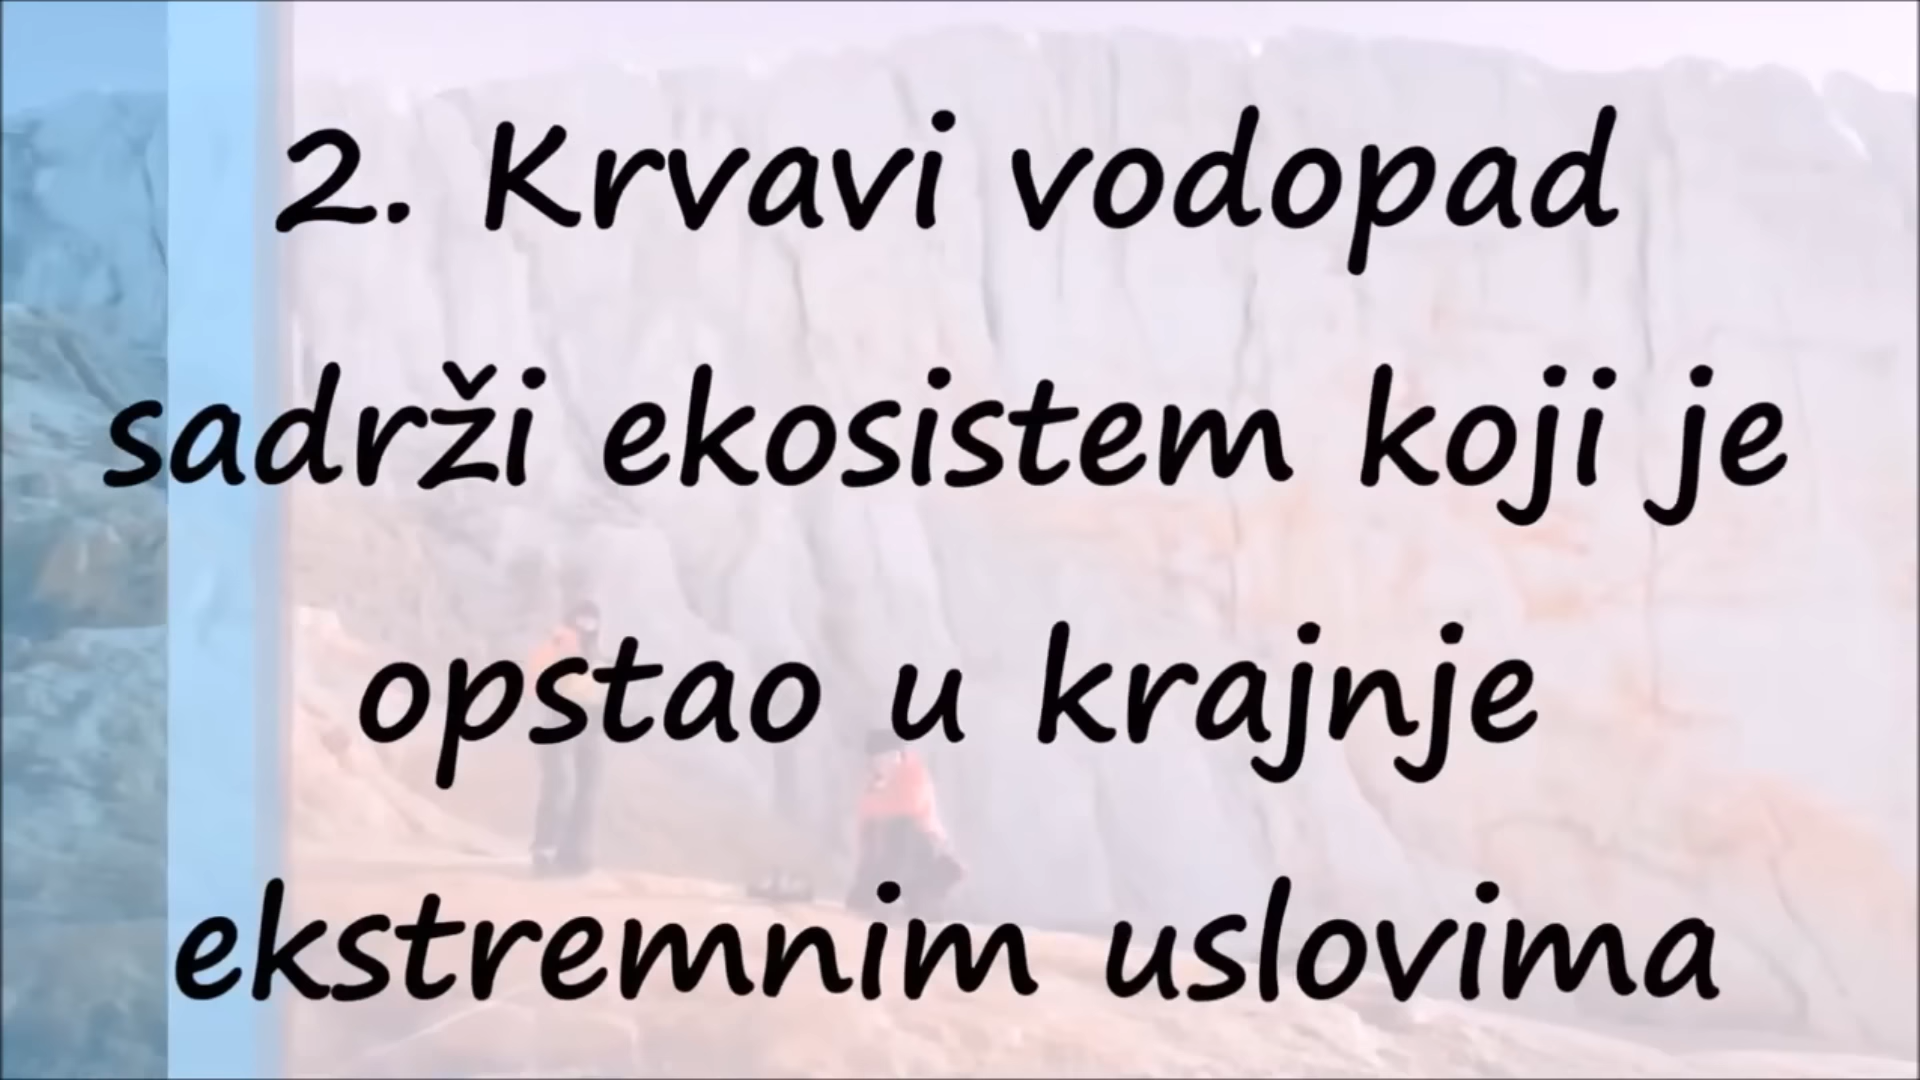 2. Krvavi vodopad
sadrži ekosistem koji je
opstao u krajnje
ekstremnim uslovima